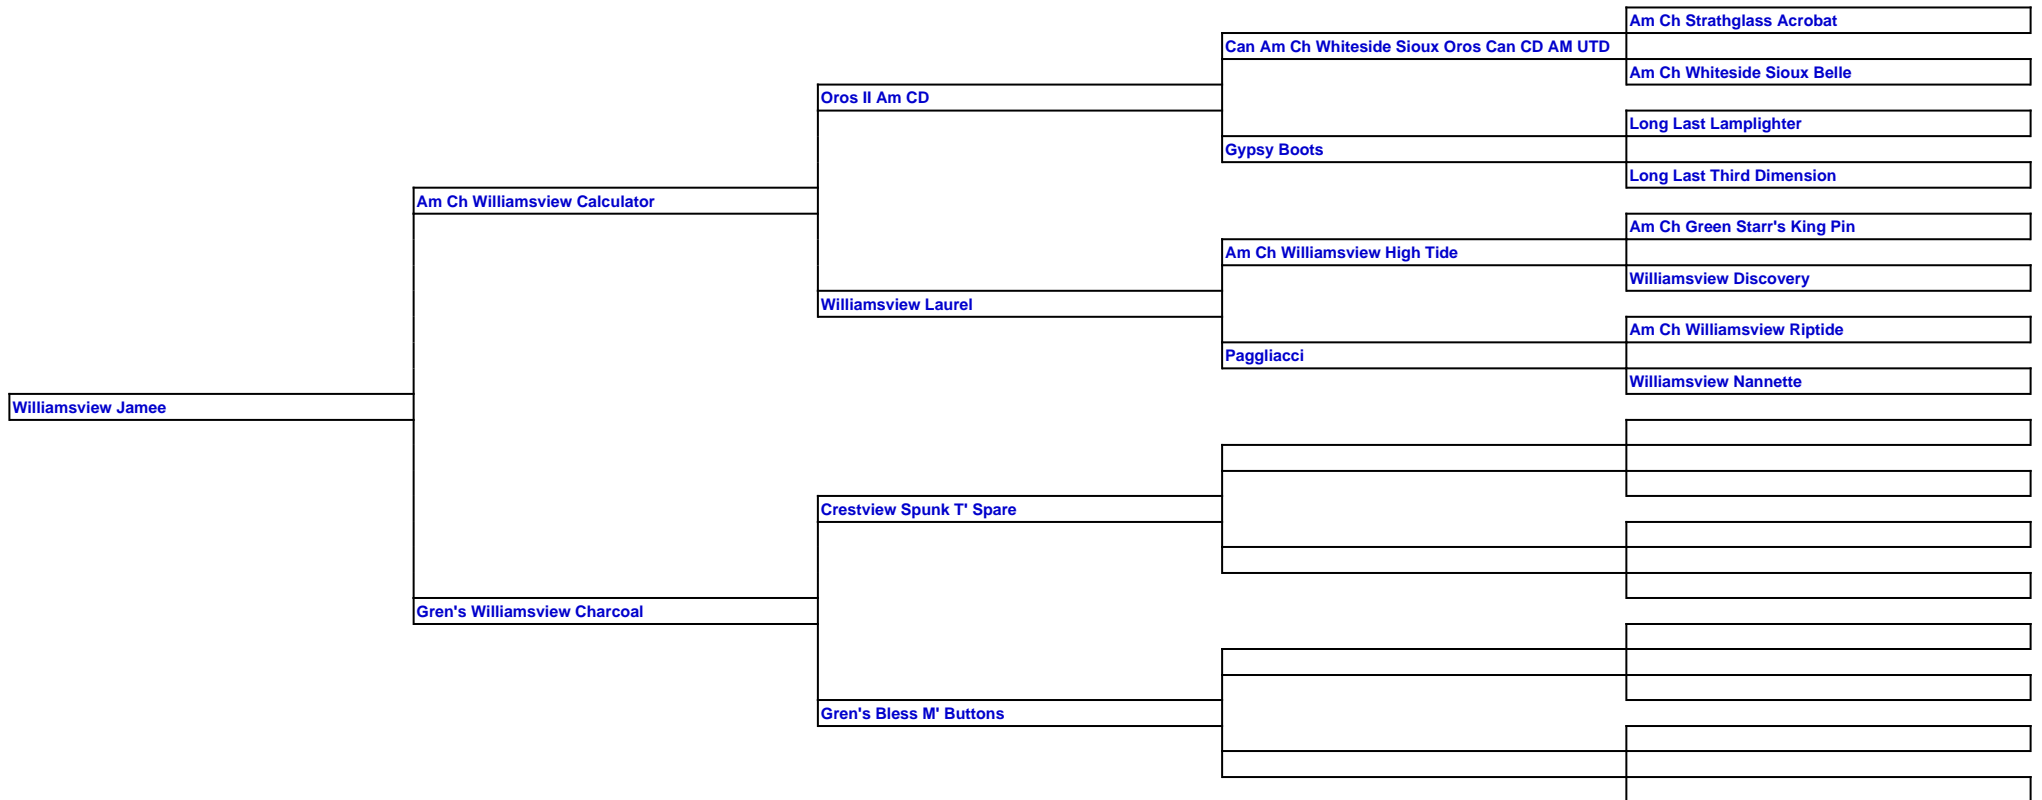 Am Ch Strathglass Acrobat
Can Am Ch Whiteside Sioux Oros Can CD AM UTD
Am Ch Whiteside Sioux Belle
Oros II Am CD
Long Last Lamplighter
Gypsy Boots
Long Last Third Dimension
Am Ch Williamsview Calculator
Am Ch Green Starr's King Pin
Am Ch Williamsview High Tide
Williamsview Discovery
Williamsview Laurel
Am Ch Williamsview Riptide
Paggliacci
Williamsview Nannette
Williamsview Jamee
Crestview Spunk T' Spare
Gren's Williamsview Charcoal
Gren's Bless M' Buttons